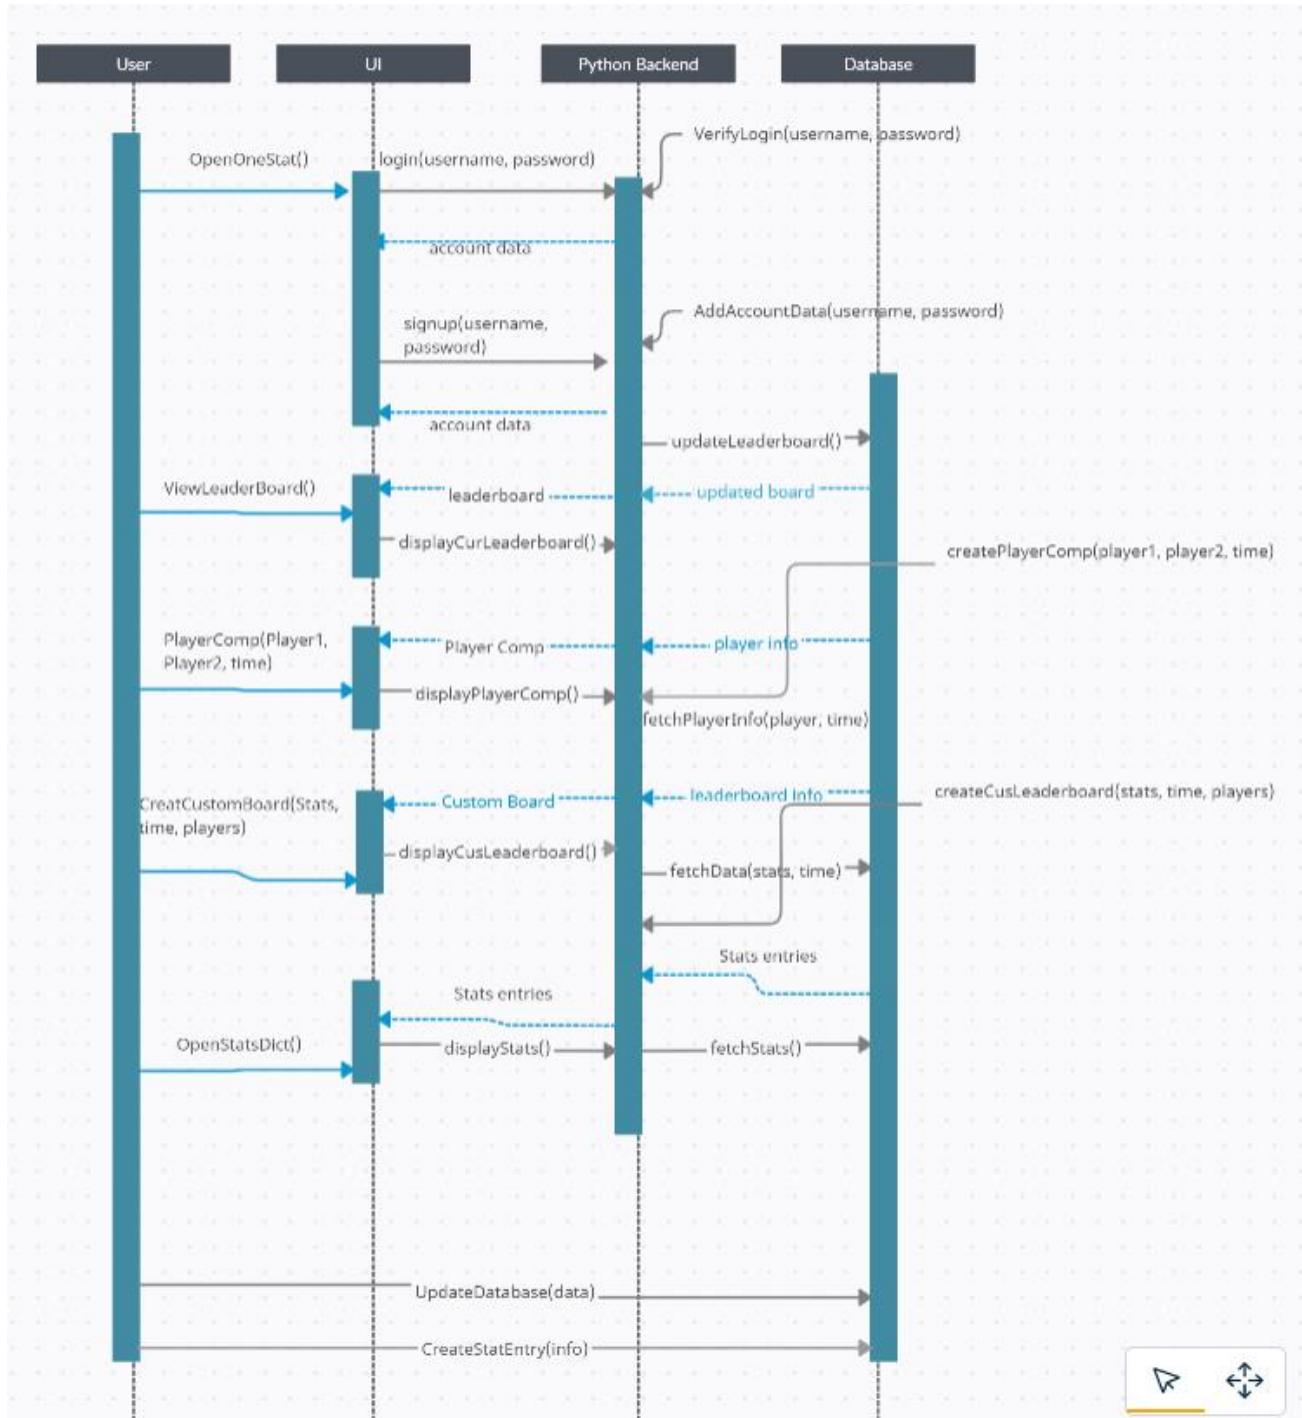 User
UI
Python Backend
Database
VerifyLogin(username, password)
OpenOneStat()
login(username, password)
account data
AddAccountData(username, password)
signup(username,
password)
account data
updateLeaderboard()
ViewLeaderBoard()
leaderboard
updated board
displayCurLeaderboard()
createPlayerComp(player1, player2, time)
PlayerComp(Player1,
Player2, time)
Player Comp
player info
displayPlayerComp()
fetchPlayerInfo(player, time)
CreatCustomBoard(Stats,
time, players)
Custom Board
leaderboard info
createCusLeaderboard(stats, time, players)
displayCusLeaderboard()
fetchData(stats, time)
Stats entries
Stats entries
OpenStatsDict()
displayStats()
fetchStats()
UpdateDatabase(data)
CreateStatEntry(info)